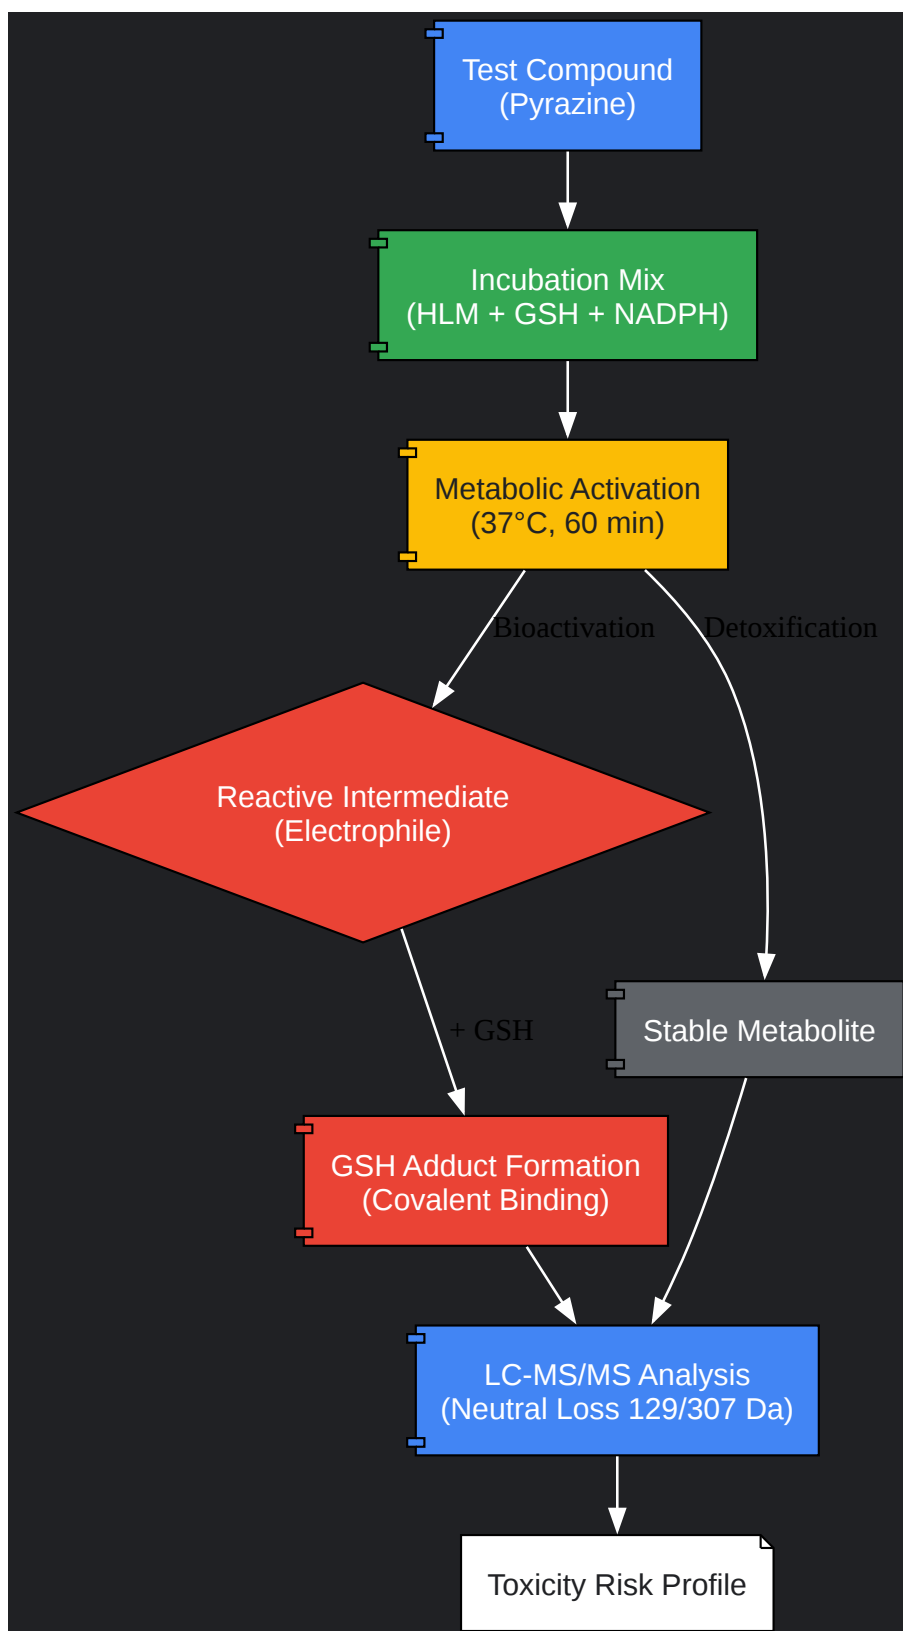 Test Compound
(Pyrazine)
Incubation Mix
(HLM + GSH + NADPH)
Metabolic Activation
(37°C, 60 min)
Bioactivation
Detoxification
Reactive Intermediate
(Electrophile)
+ GSH
Stable Metabolite
GSH Adduct Formation
(Covalent Binding)
LC-MS/MS Analysis
(Neutral Loss 129/307 Da)
Toxicity Risk Profile